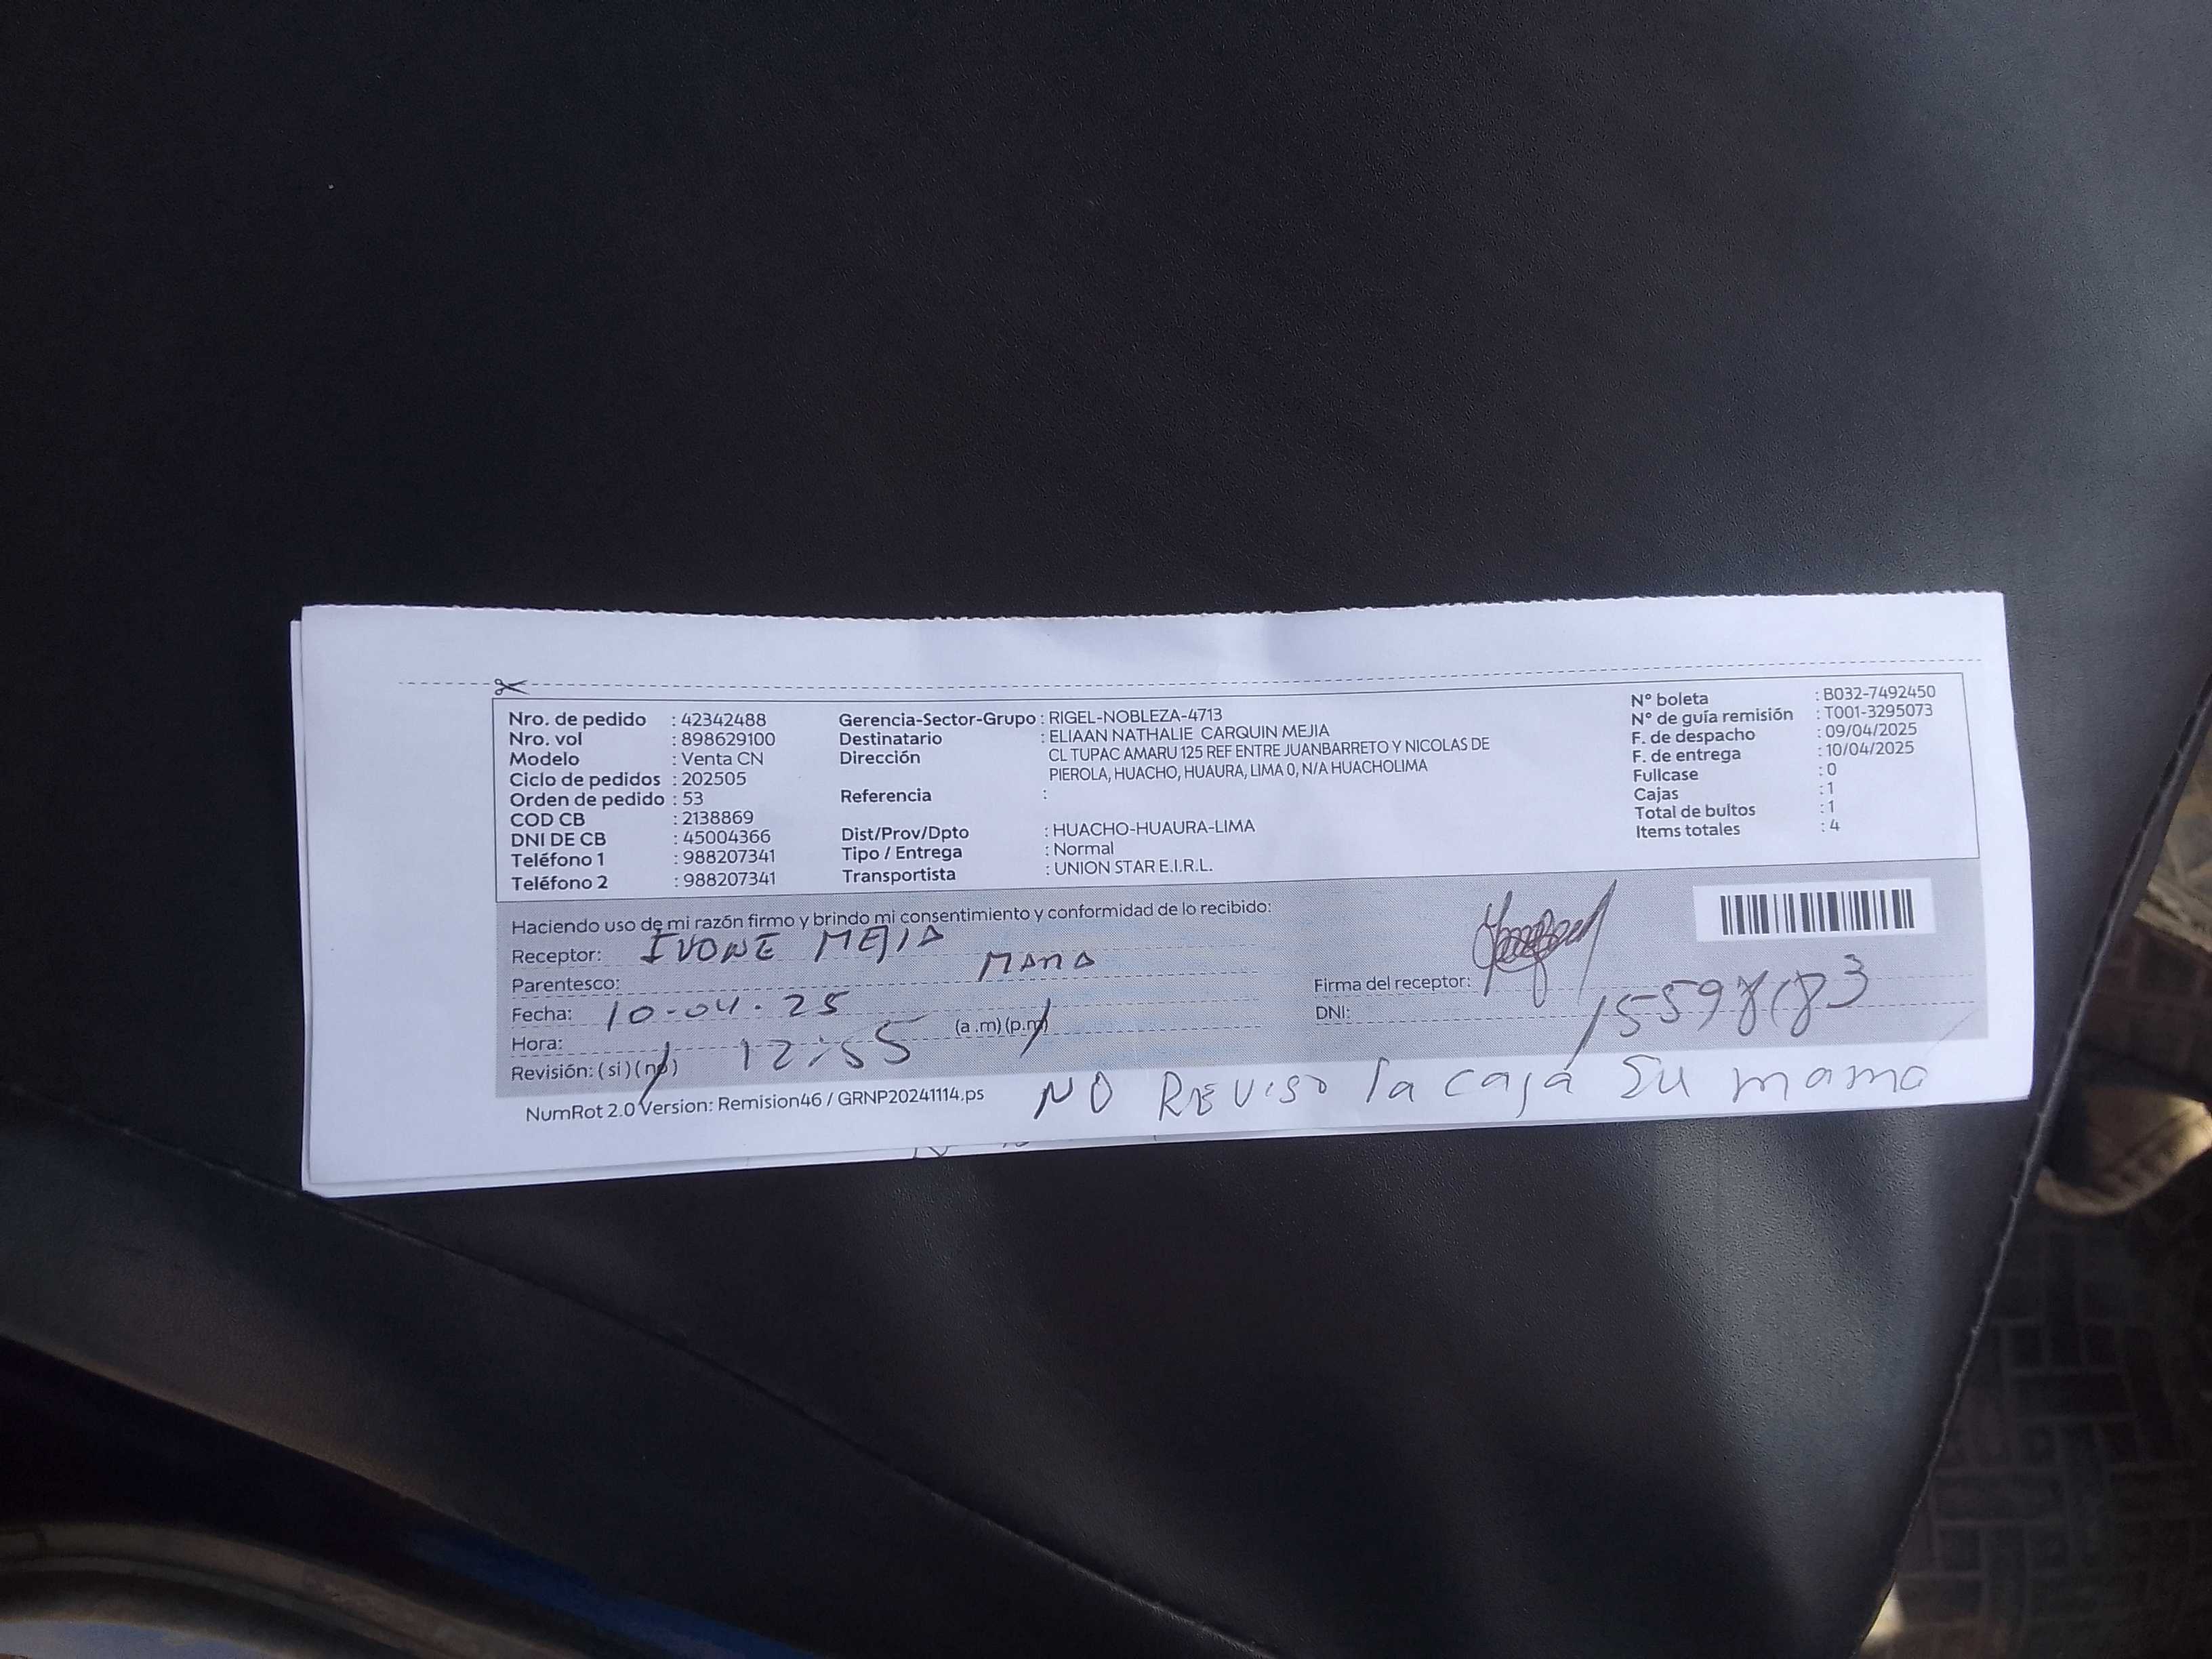 Nro. de pedido : 42342488
Nro. vol : 898629100
Modelo : Venta CN
Ciclo de pedidos : 202505
Orden de pedido : 53
COD CB : 2138869
DNI DE CB : 45004366
Teléfono 1 : 988207341
Teléfono 2 : 988207341
Gerencia-Sector-Grupo : RIGEL-NOBLEZA-4713
Destinatario : ELIAAN NATHALIE CARQUIN MEJIA
Dirección CL TUPAC AMARU 125 REF ENTRE JUANBARRETO Y NICOLAS DE
PIEROLA, HUACHO, HUAURA, LIMA 0, N/A HUACHOLIMA
Referencia :
Dist/Prov/Dpto : HUACHO-HUAURA-LIMA
Tipo / Entrega : Normal
Transportista : UNION STAR E.I.R.L.
N° boleta : B032-7492450
N° de guía remisión : T001-3295073
F. de despacho : 09/04/2025
F. de entrega : 10/04/2025
Fullcase : 0
Cajas : 1
Total de bultos : 1
Items totales : 4
Haciendo uso de mi razón firmo y brindo mi consentimiento y conformidad de lo recibido:
Receptor: IVONE MEJIA
Parentesco: MAMA
Fecha: 10-04-25
Hora: 12:55 (a .m) (p.m)
Revisión: ( si ) ( no )
Firma del receptor:
DNI:
NumRot 2.0 Version: Remision46 / GRNP20241114.ps
NO REVISO la caja Su mama